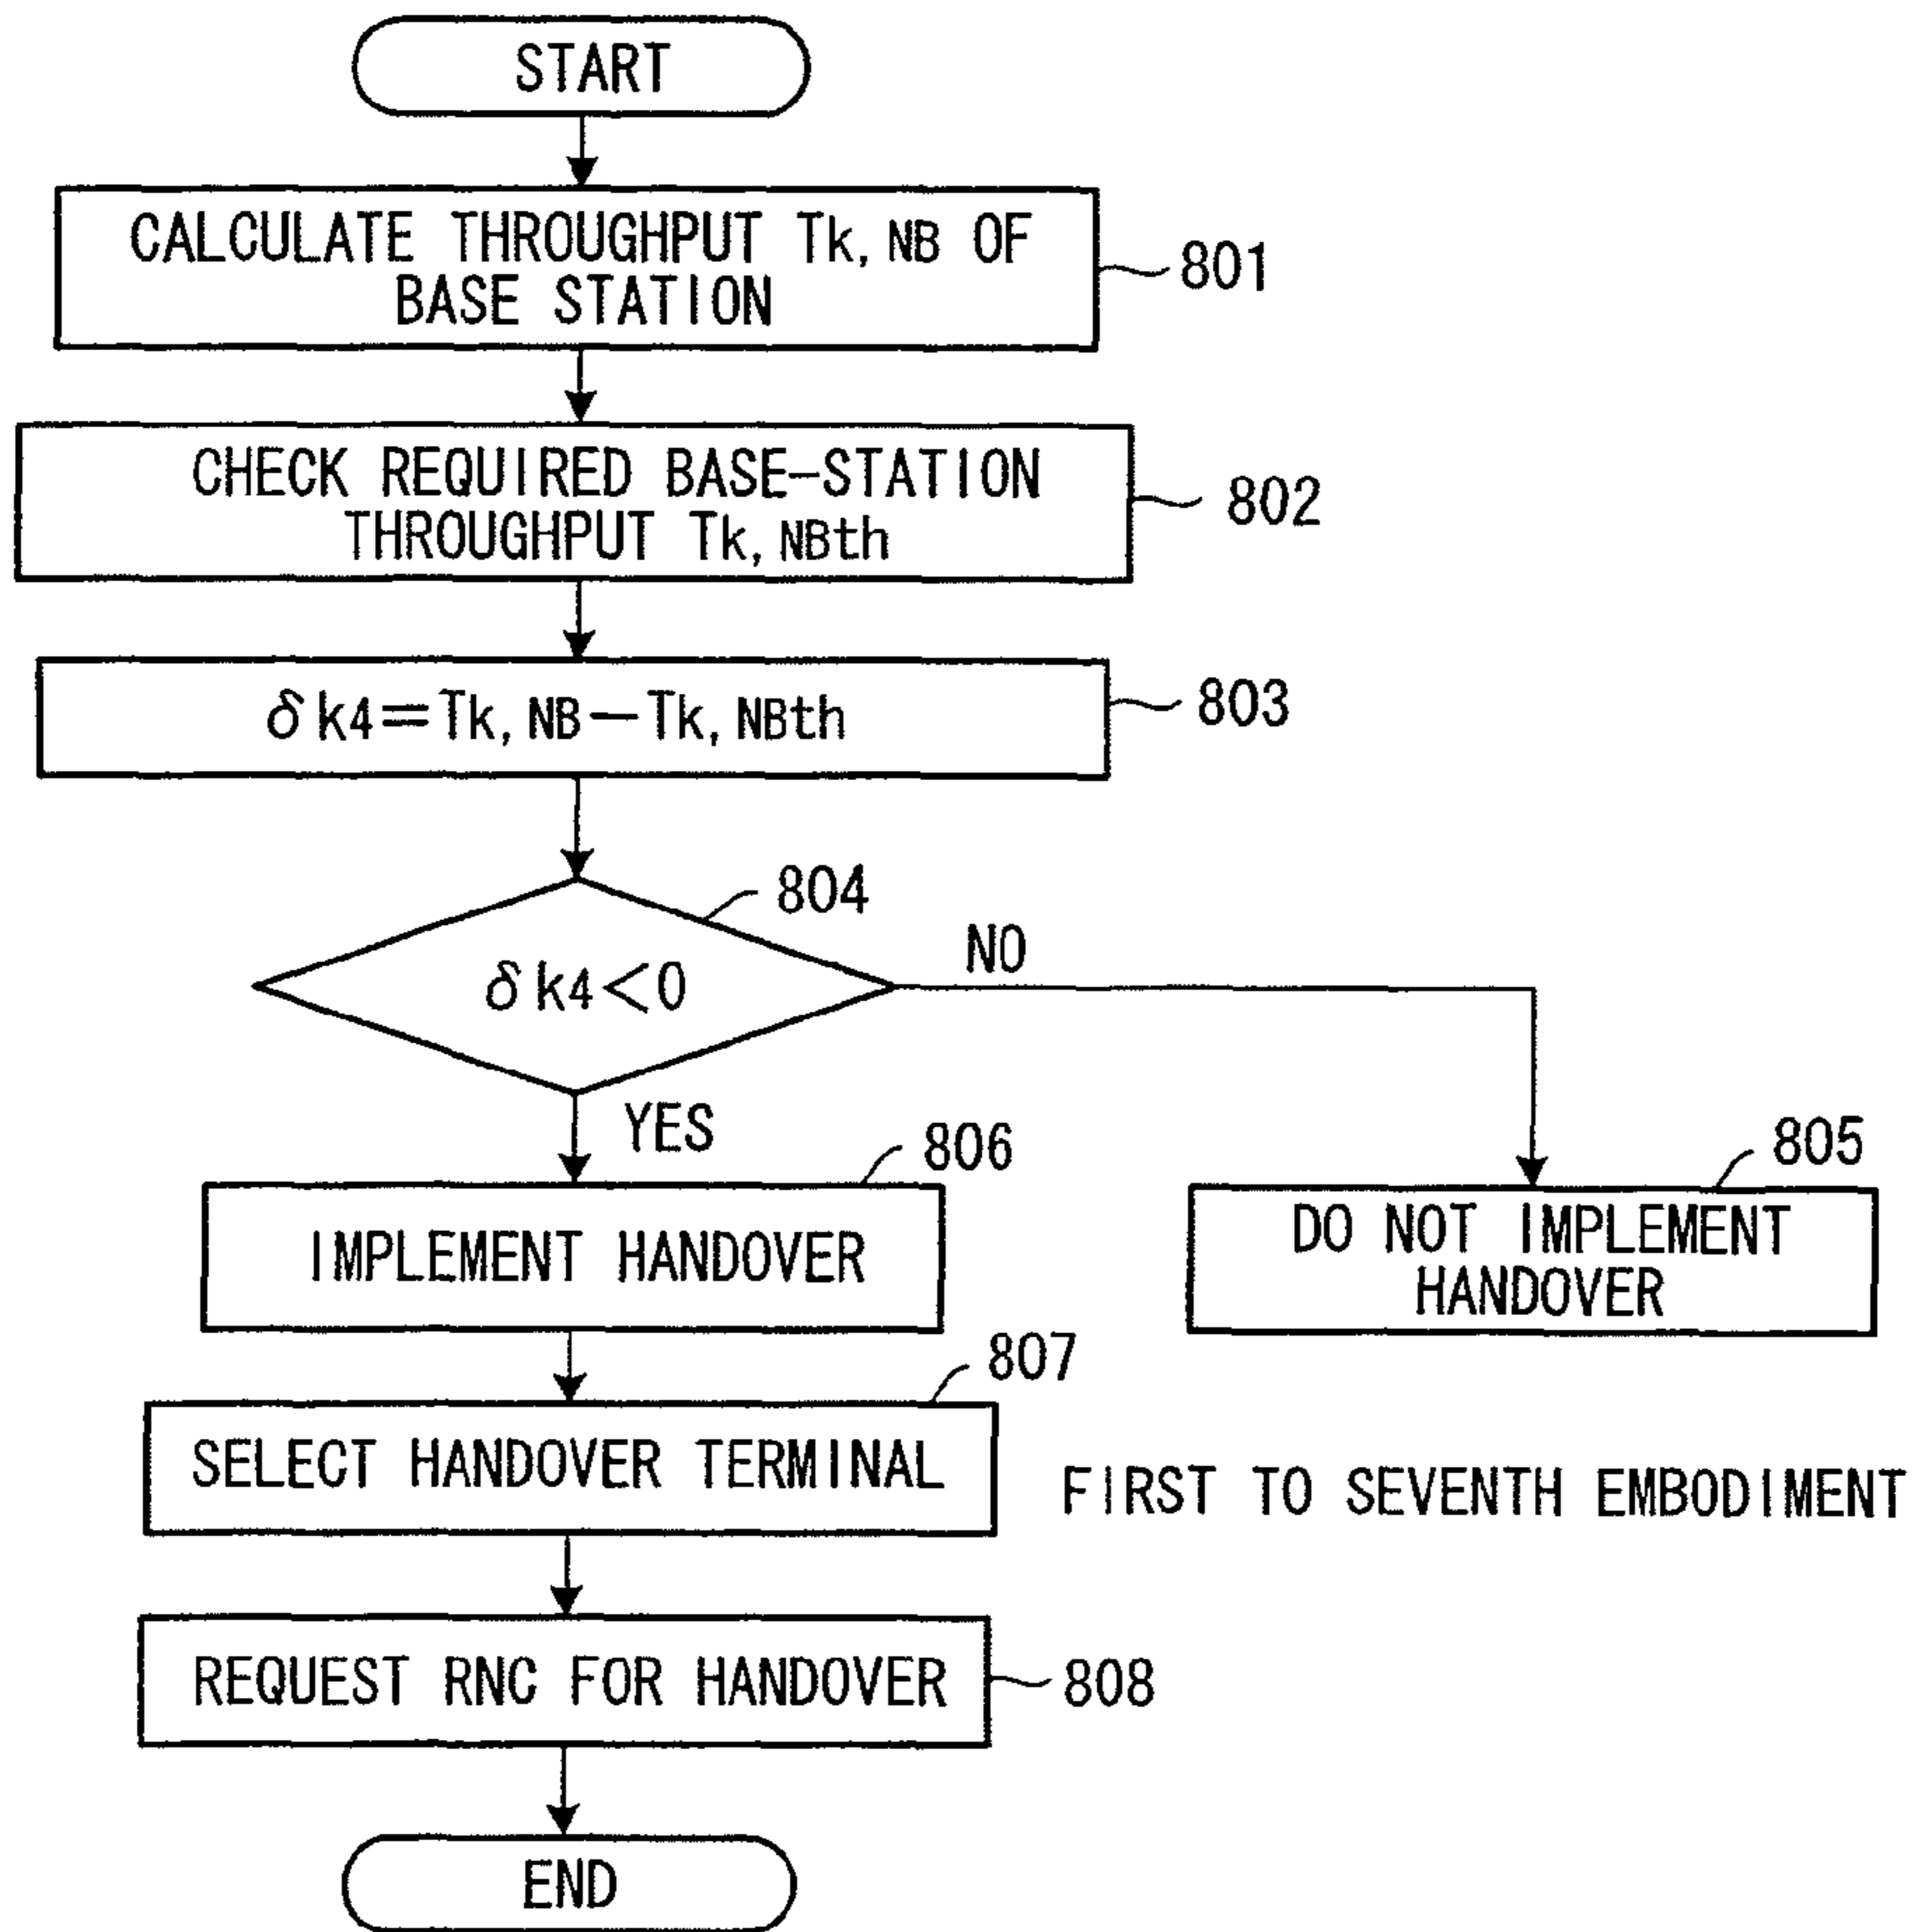 START
CALCULATE THROUGHPUT Tk, NB OF
BASE STATION
801
CHECK REQUIRED BASE-STATION
THROUGHPUT Tk, NBth
802
δk4=Tk, NB-Tk, NBth
803
804
δk4<0
NO
YES
806
805
IMPLEMENT HANDOVER
DO NOT IMPLEMENT
HANDOVER
807
SELECT HANDOVER TERMINAL
FIRST TO SEVENTH EMBODIMENT
REQUEST RNC FOR HANDOVER
808
END